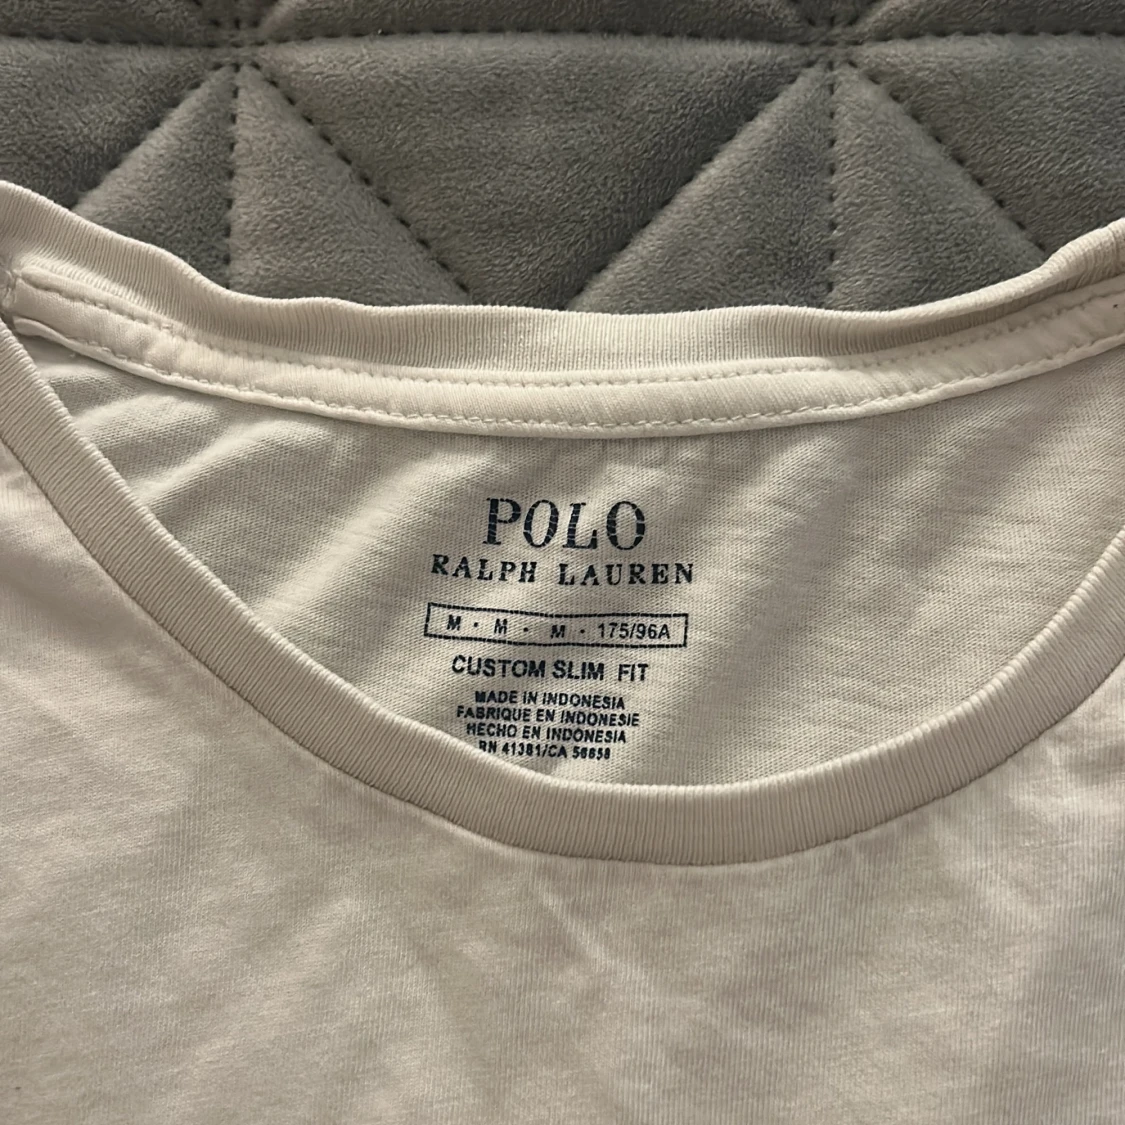 POLO
RALPH LAUREN
M • M • M • 175/96A
CUSTOM SLIM FIT
MADE IN INDONESIA
FABRIQUE EN INDONESIE
HECHO EN INDONESIA
RN 41381/CA 56658